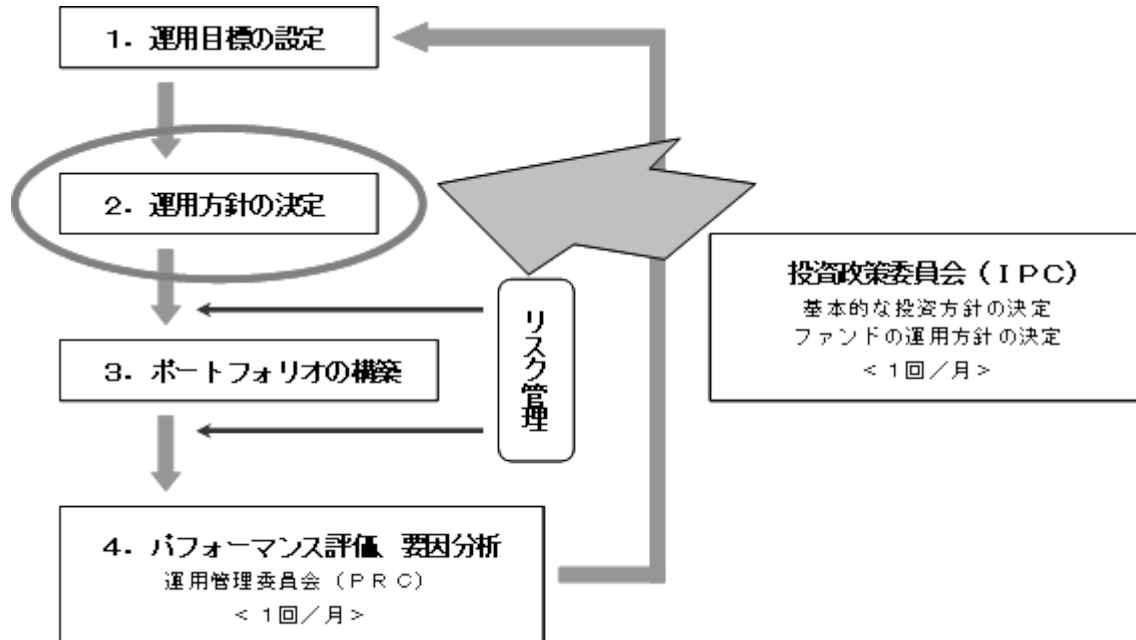 １．運用目標の設定
２．運用方針の決定
投資政策委員会（ＩＰＣ）
基本的な投資方針の決定
ファンドの運用方針の決定
＜１回／月＞
リスク管理
３．ポートフォリオの構築
４．パフォーマンス評価、要因分析
運用管理委員会（ＰＲＣ）
＜１回／月＞